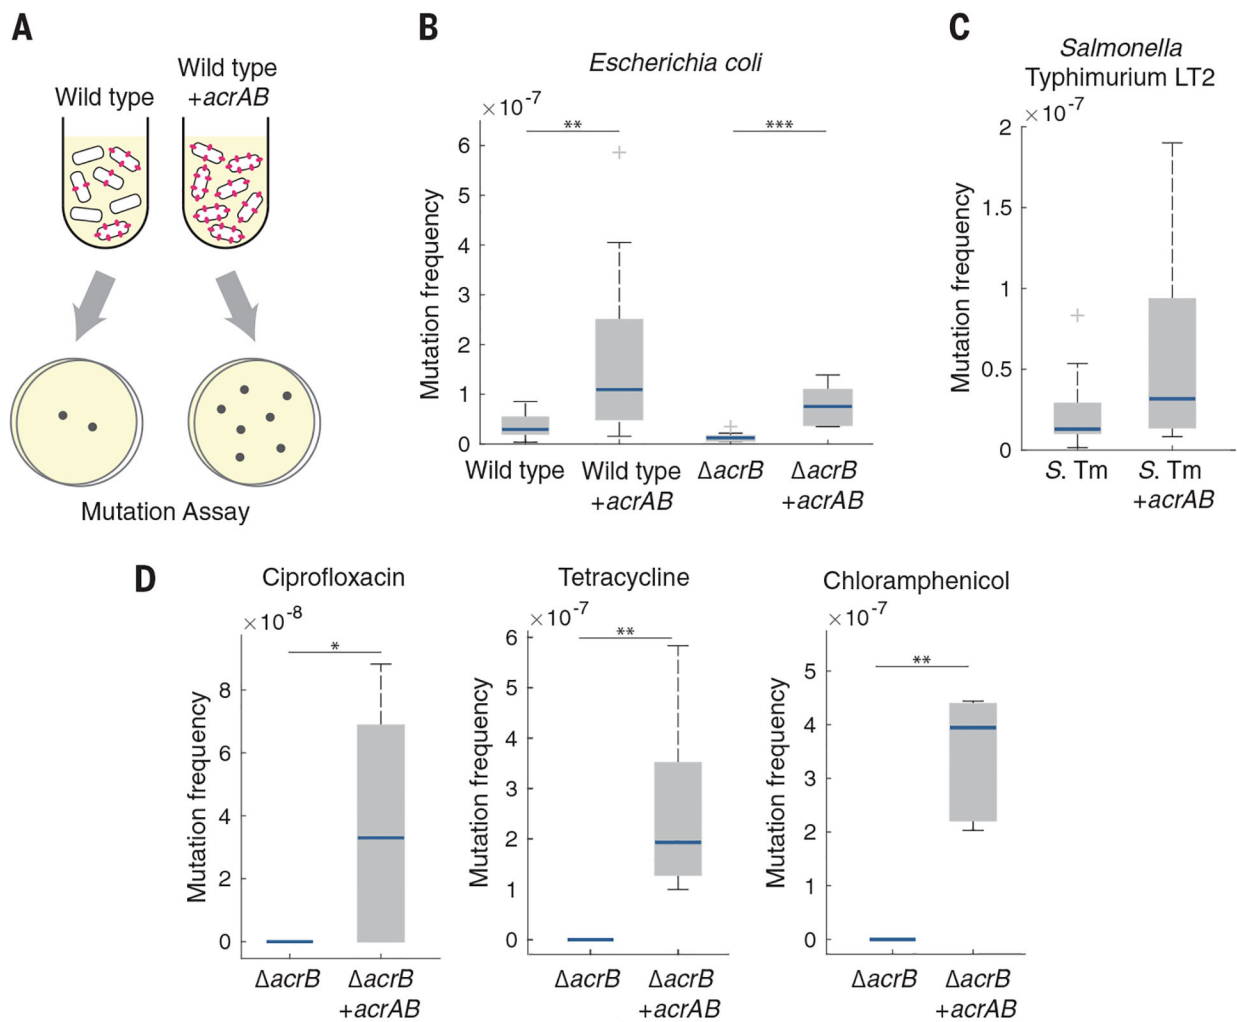 A
Wild type
Wild type
+acrAB
Mutation Assay
B
Escherichia coli
×10-7
**
***
6
5
4
3
2
1
0
Mutation frequency
Wild type
Wild type
+acrAB
ΔacrB
ΔacrB
+acrAB
C
Salmonella
Typhimurium LT2
×10-7
2
1.5
1
0.5
0
Mutation frequency
S. Tm
S. Tm
+acrAB
D
Ciprofloxacin
×10-8
*
8
6
4
2
0
Mutation frequency
ΔacrB
ΔacrB
+acrAB
Tetracycline
×10-7
**
6
5
4
3
2
1
0
Mutation frequency
ΔacrB
ΔacrB
+acrAB
Chloramphenicol
×10-7
**
5
4
3
2
1
0
Mutation frequency
ΔacrB
ΔacrB
+acrAB